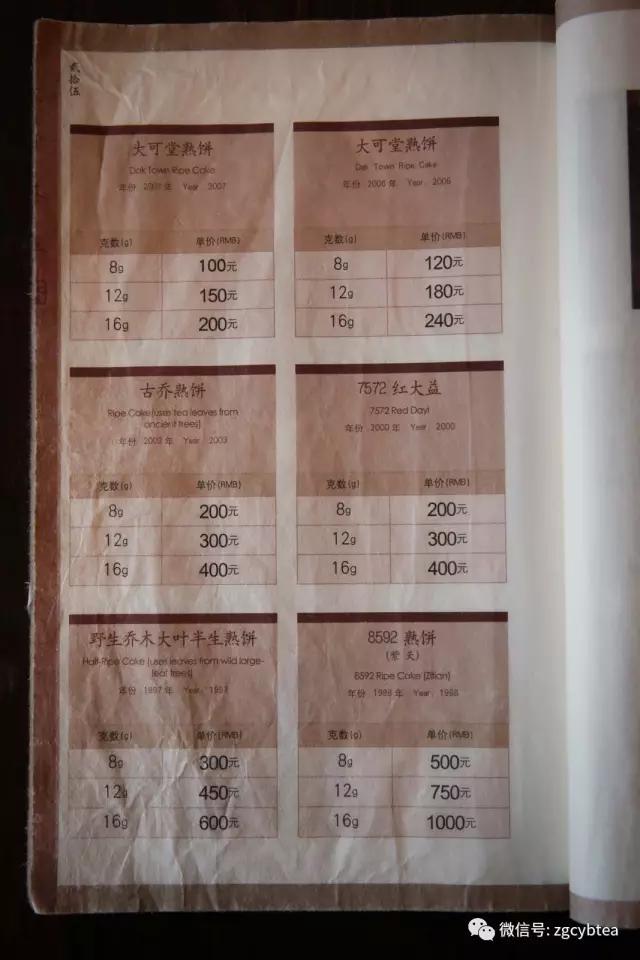 贰拾伍
大可堂熟饼
Dak Town Ripe Cake
年份 2007年 Year: 2007
克数(g) 单价(RMB)
8g 100元
12g 150元
16g 200元
大可堂熟饼
Dak Town Ripe Cake
年份 2006年 Year: 2006
克数(g) 单价(RMB)
8g 120元
12g 180元
16g 240元
古乔熟饼
Ripe Cake(uses tea leaves from
ancient trees)
年份 2003年 Year: 2003
克数(g) 单价(RMB)
8g 200元
12g 300元
16g 400元
7572 红大益
7572 Red Dayi
年份 2000年 Year: 2000
克数(g) 单价(RMB)
8g 200元
12g 300元
16g 400元
野生乔木大叶半生熟饼
Half-Ripe Cake (uses leaves from wild large-
leaf trees)
年份 1997年 Year: 1997
克数(g) 单价(RMB)
8g 300元
12g 450元
16g 600元
8592 熟饼
(紫天)
8592 Ripe Cake (Zitian)
年份 1988年 Year: 1988
克数(g) 单价(RMB)
8g 500元
12g 750元
16g 1000元
微信号: zgcybtea